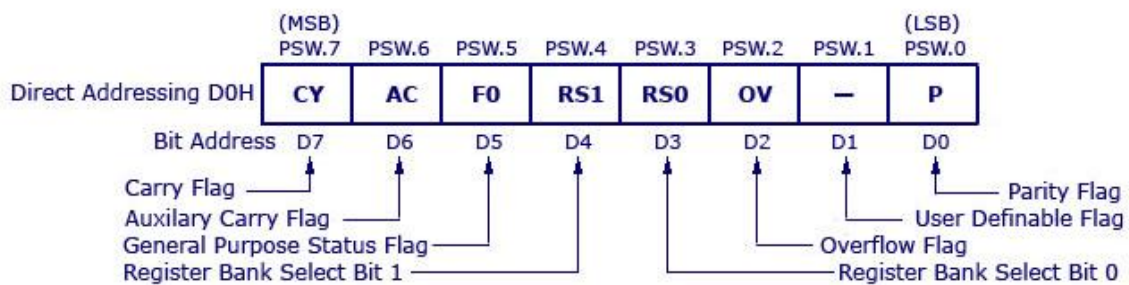 (MSB) (LSB)
PSW.7 PSW.6 PSW.5 PSW.4 PSW.3 PSW.2 PSW.1 PSW.0
Direct Addressing D0H CY AC F0 RS1 RS0 OV — P
Bit Address D7 D6 D5 D4 D3 D2 D1 D0
Carry Flag Parity Flag
Auxilary Carry Flag User Definable Flag
General Purpose Status Flag Overflow Flag
Register Bank Select Bit 1 Register Bank Select Bit 0